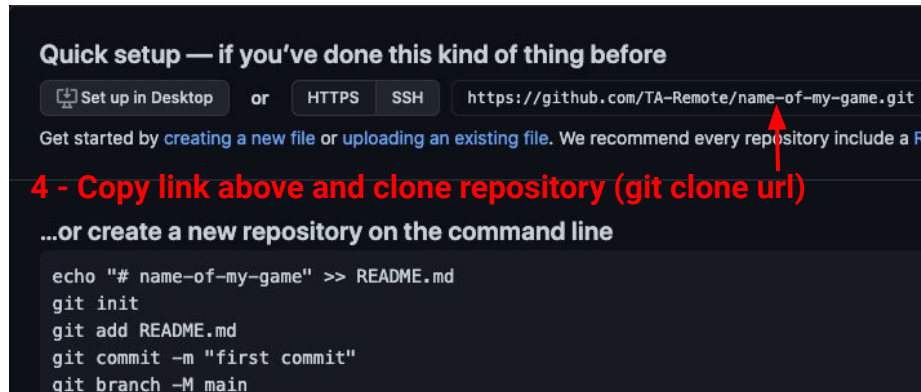 Quick setup — if you've done this kind of thing before
Set up in Desktop or HTTPS SSH https://github.com/TA-Remote/name-of-my-game.git
Get started by creating a new file or uploading an existing file. We recommend every repository include a
4 - Copy link above and clone repository (git clone url)
...or create a new repository on the command line
echo "# name-of-my-game" >> README.md
git init
git add README.md
git commit -m "first commit"
git branch -M main